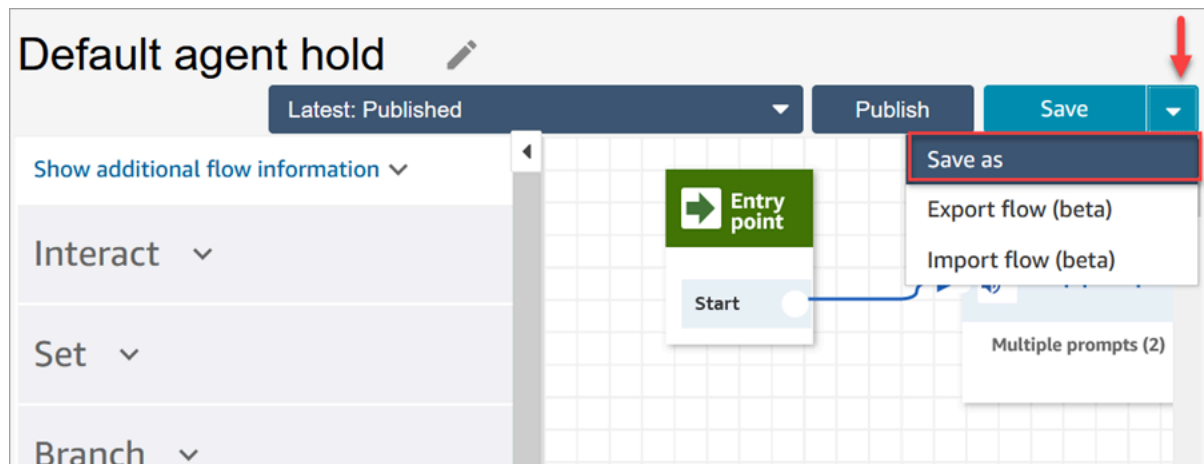 Default agent hold
Latest: Published
Publish
Save
Save as
Export flow (beta)
Import flow (beta)
Show additional flow information
Interact
Set
Branch
Entry
point
Start
Multiple prompts (2)